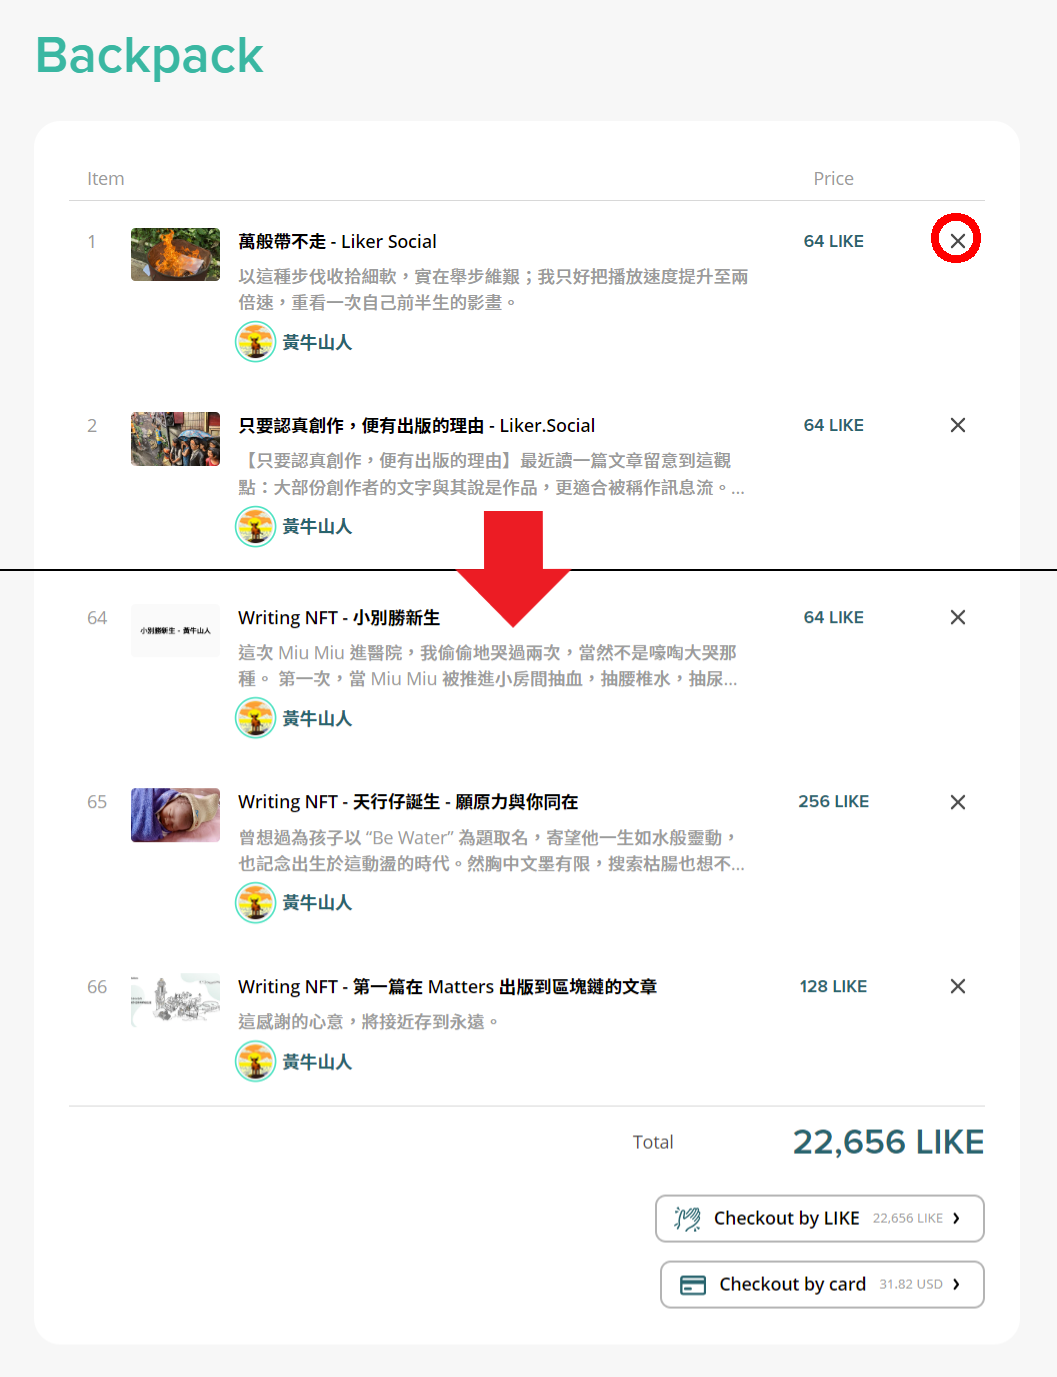 Backpack
Item
Price
1
萬般帶不走 - Liker Social
64 LIKE
以這種步伐收拾細軟，實在舉步維艱；我只好把播放速度提升至兩
倍速，重看一次自己前半生的影畫。
黃牛山人
2
只要認真創作，便有出版的理由 - Liker.Social
64 LIKE
【只要認真創作，便有出版的理由】最近讀一篇文章留意到這觀
點：大部份創作者的文字與其說是作品，更適合被稱作訊息流。...
黃牛山人
64
小別勝新生 - 黃牛山人
Writing NFT - 小別勝新生
64 LIKE
這次 Miu Miu 進醫院，我偷偷地哭過兩次，當然不是嚎啕大哭那
種。 第一次，當 Miu Miu 被推進小房間抽血，抽腰椎水，抽尿...
黃牛山人
65
Writing NFT - 天行仔誕生 - 願原力與你同在
256 LIKE
曾想過為孩子以 “Be Water” 為題取名，寄望他一生如水般靈動，
也記念出生於這動盪的時代。然胸中文墨有限，搜索枯腸也想不...
黃牛山人
66
Writing NFT - 第一篇在 Matters 出版到區塊鏈的文章
128 LIKE
這感謝的心意，將接近存到永遠。
黃牛山人
Total
22,656 LIKE
Checkout by LIKE 22,656 LIKE
Checkout by card 31.82 USD